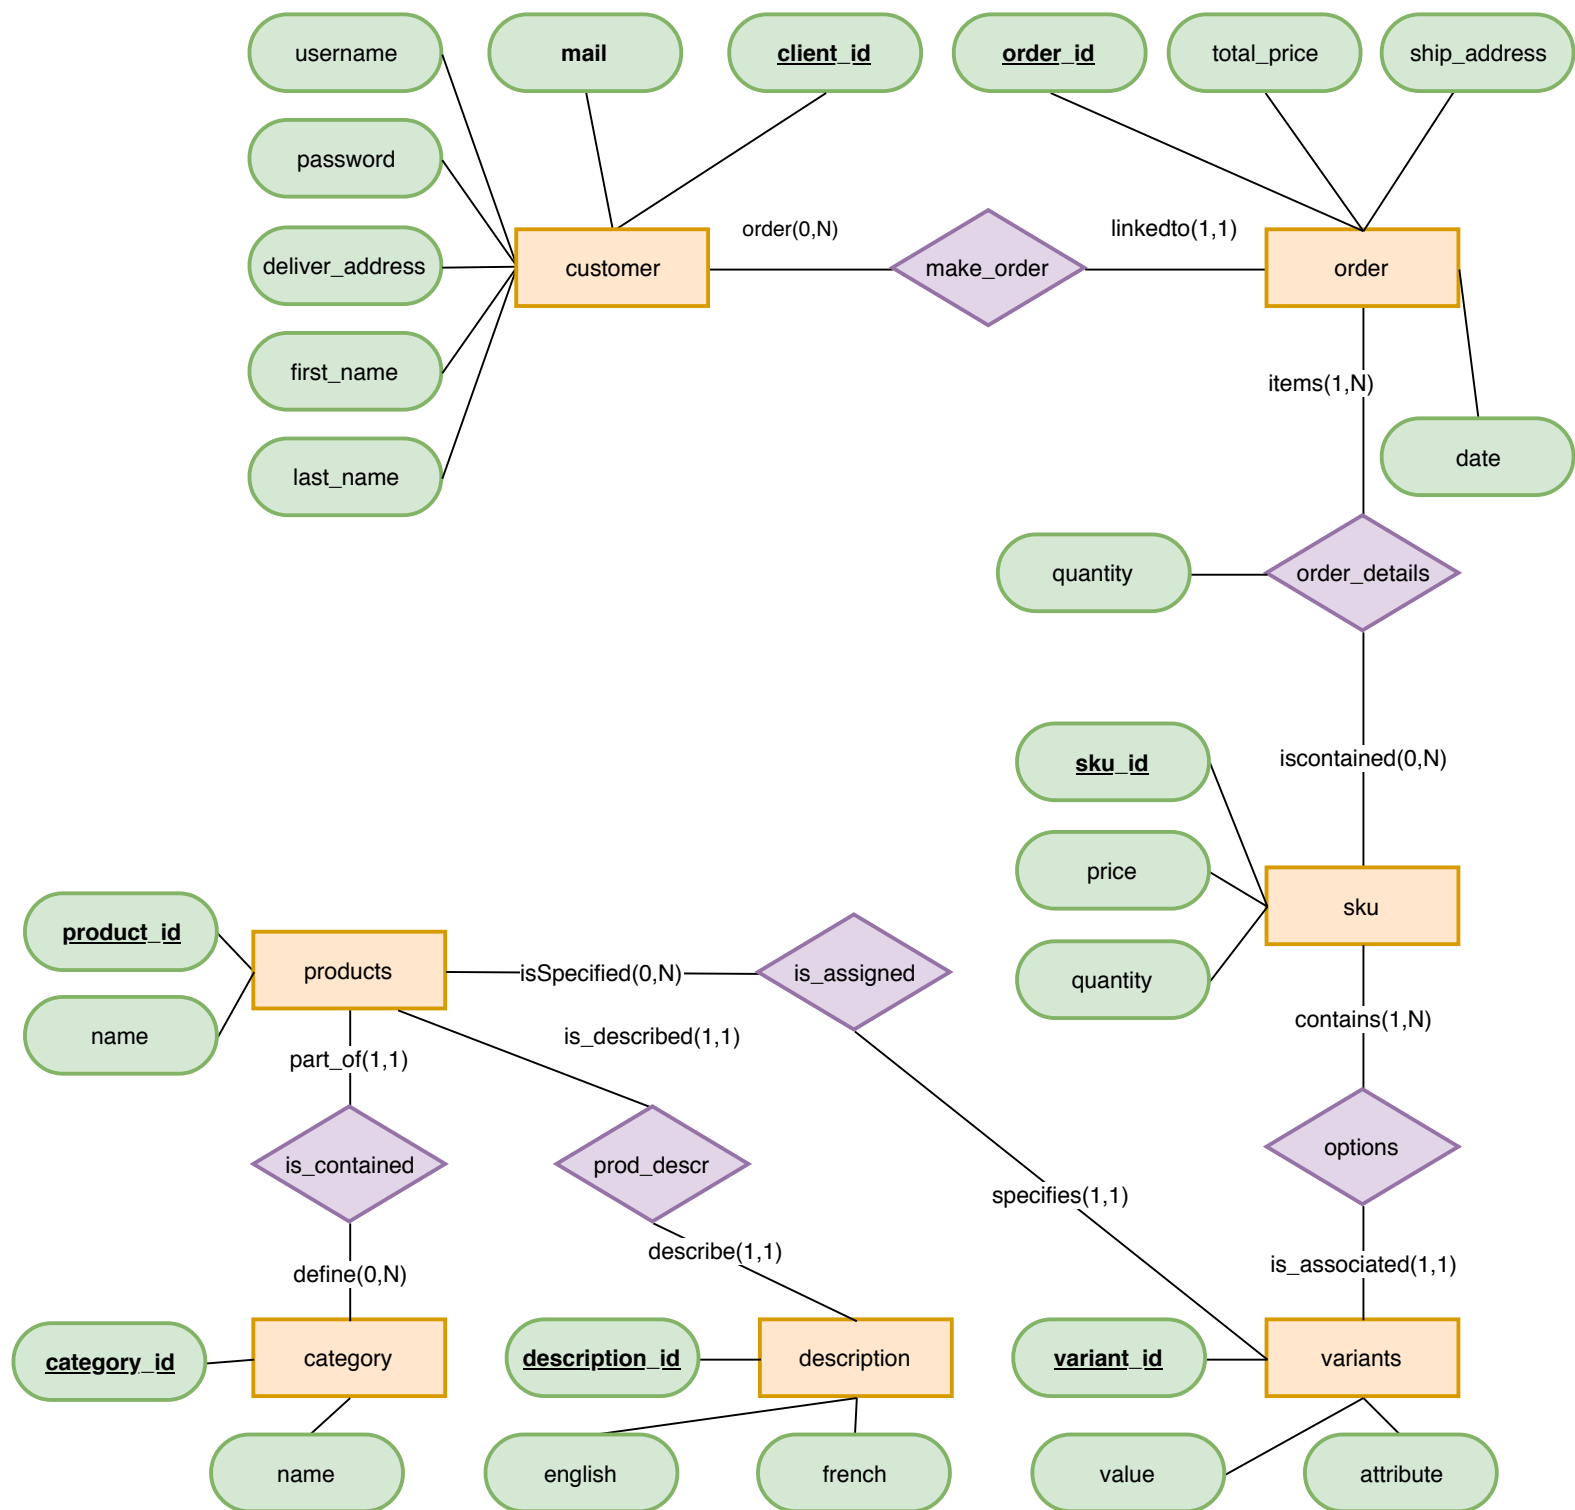 username
mail
client_id
order_id
total_price
ship_address
password
order(0,N)
linkedto(1,1)
deliver_address
customer
make_order
order
first_name
items(1,N)
last_name
date
quantity
order_details
sku_id
iscontained(0,N)
price
sku
product_id
products
isSpecified(0,N)
is_assigned
quantity
name
part_of(1,1)
is_described(1,1)
contains(1,N)
is_contained
prod_descr
options
specifies(1,1)
define(0,N)
describe(1,1)
is_associated(1,1)
category_id
category
description_id
description
variant_id
variants
name
english
french
value
attribute